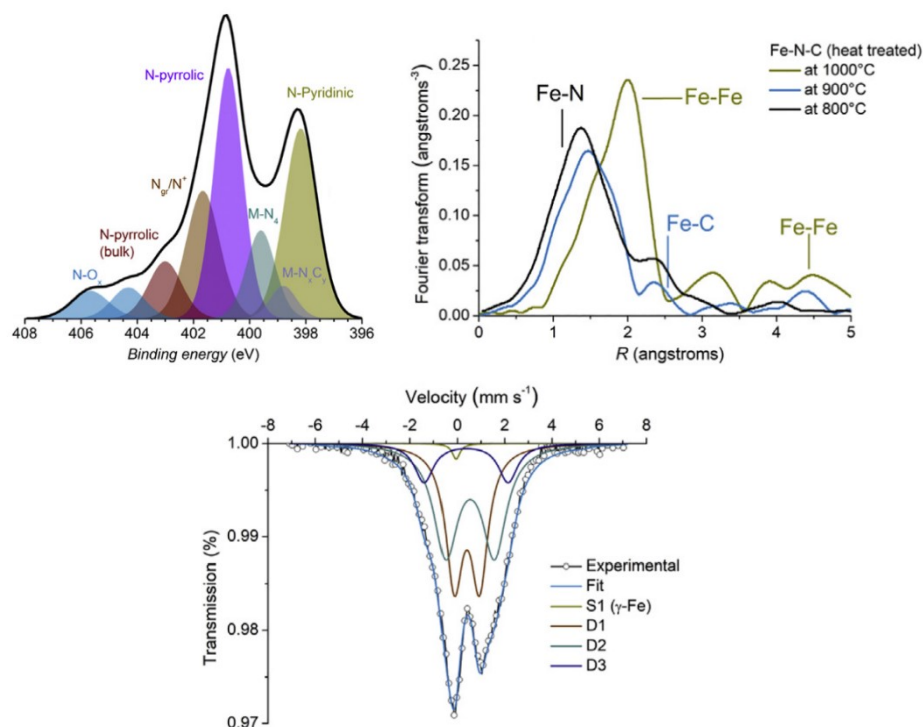 N-pyrrolic
N-Pyridinic
Ngr/N+
M-N4
N-pyrrolic
(bulk)
N-Ox
M-NxCy
408 406 404 402 400 398 396
Binding energy (eV)
Fe-N-C (heat treated)
at 1000°C
at 900°C
at 800°C
Fe-N
Fe-Fe
Fe-C
Fe-Fe
Fourier transform (angstroms-3)
0.25
0.20
0.15
0.10
0.05
0.00
0 1 2 3 4 5
R (angstroms)
Velocity (mm s-1)
-8 -6 -4 -2 0 2 4 6 8
1.00
0.99
0.98
0.97
Transmission (%)
Experimental
Fit
S1 (γ-Fe)
D1
D2
D3